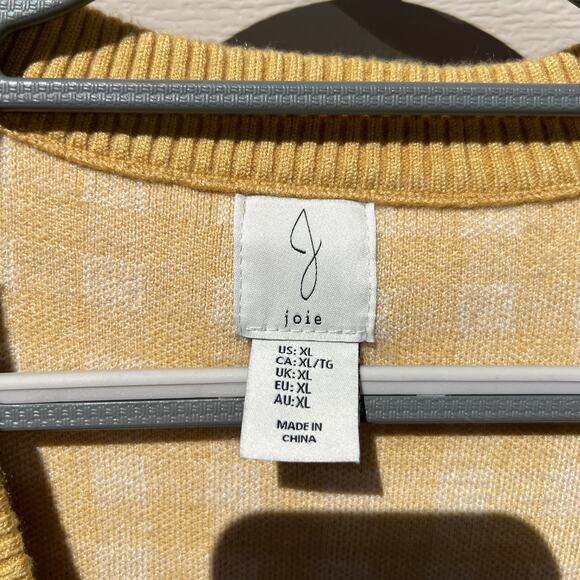 J
joie
US: XL
CA: XL/TG
UK: XL
EU: XL
AU: XL
MADE IN
CHINA